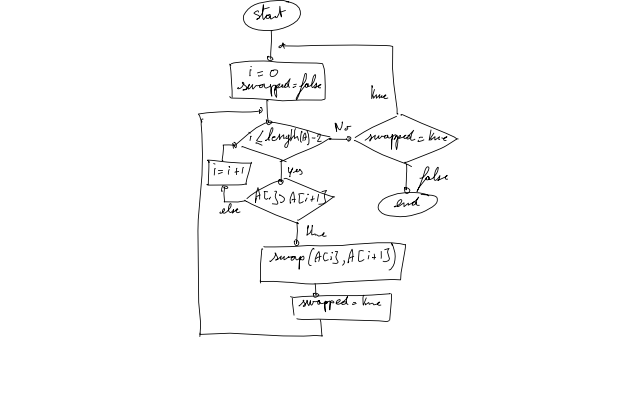 start
i = 0
swapped = false
i ≤ length(A)-2
No
swapped = true
true
false
end
yes
i = i+1
A[i]>A[i+1]
else
true
swap (A[i], A[i+1])
swapped = true